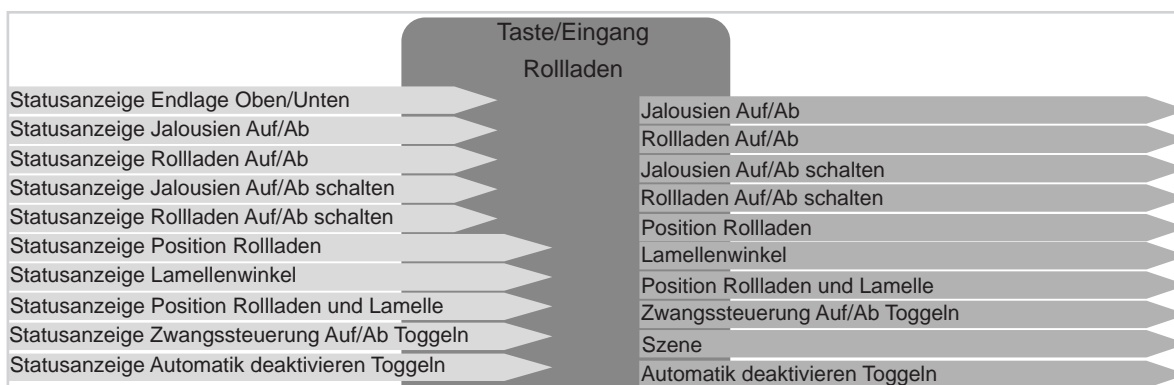 Taste/Eingang
Rollladen
Statusanzeige Endlage Oben/Unten
Statusanzeige Jalousien Auf/Ab
Statusanzeige Rollladen Auf/Ab
Statusanzeige Jalousien Auf/Ab schalten
Statusanzeige Rollladen Auf/Ab schalten
Statusanzeige Position Rollladen
Statusanzeige Lamellenwinkel
Statusanzeige Position Rollladen und Lamelle
Statusanzeige Zwangssteuerung Auf/Ab Toggeln
Statusanzeige Automatik deaktivieren Toggeln
Jalousien Auf/Ab
Rollladen Auf/Ab
Jalousien Auf/Ab schalten
Rollladen Auf/Ab schalten
Position Rollladen
Lamellenwinkel
Position Rollladen und Lamelle
Zwangssteuerung Auf/Ab Toggeln
Szene
Automatik deaktivieren Toggeln